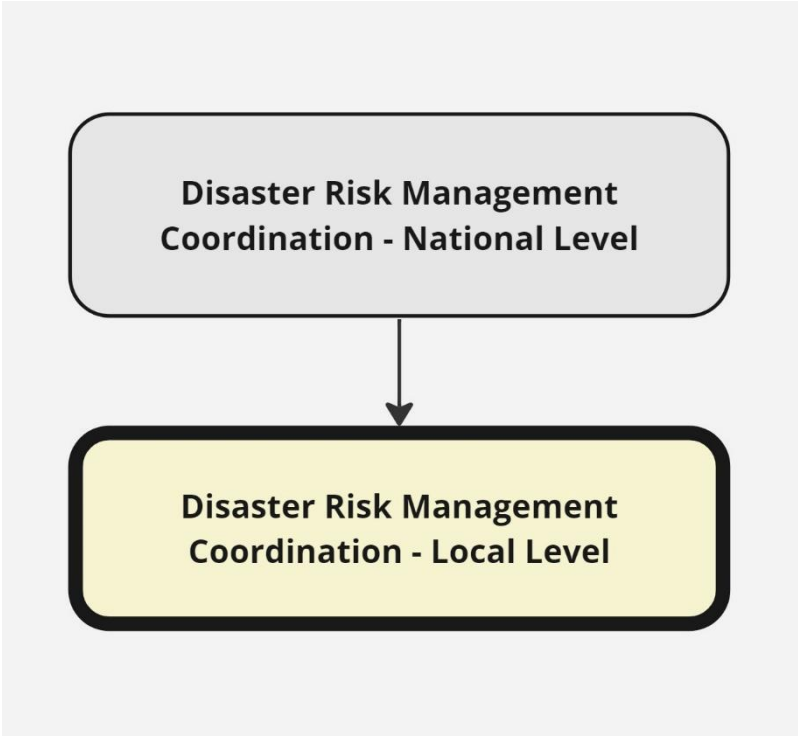 Disaster Risk Management
Coordination - National Level
Disaster Risk Management
Coordination - Local Level